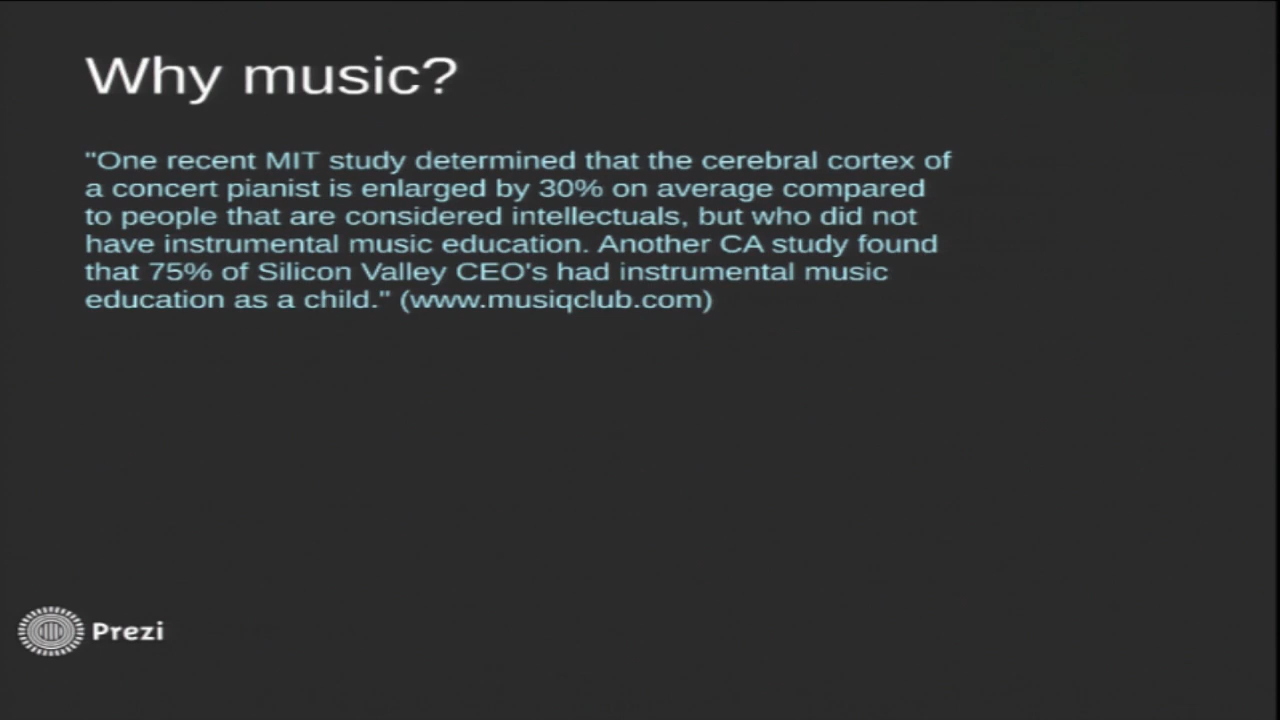 Why music?
"One recent MIT study determined that the cerebral cortex of
a concert pianist is enlarged by 30% on average compared
to people that are considered intellectuals, but who did not
have instrumental music education. Another CA study found
that 75% of Silicon Valley CEO's had instrumental music
education as a child." (www.musiqclub.com)
Prezi